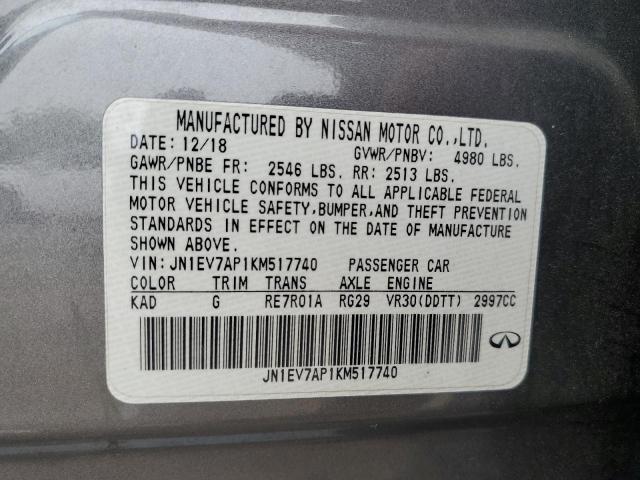 MANUFACTURED BY NISSAN MOTOR CO.,LTD.
DATE: 12/18 GVWR/PNBV: 4980 LBS.
GAWR/PNBE FR: 2546 LBS. RR: 2513 LBS.
THIS VEHICLE CONFORMS TO ALL APPLICABLE FEDERAL
MOTOR VEHICLE SAFETY,BUMPER,AND THEFT PREVENTION
STANDARDS IN EFFECT ON THE DATE OF MANUFACTURE
SHOWN ABOVE.
VIN:JN1EV7AP1KM517740 PASSENGER CAR
COLOR TRIM TRANS AXLE ENGINE
KAD G RE7R01A RG29 VR30(DDTT) 2997CC
JN1EV7AP1KM517740